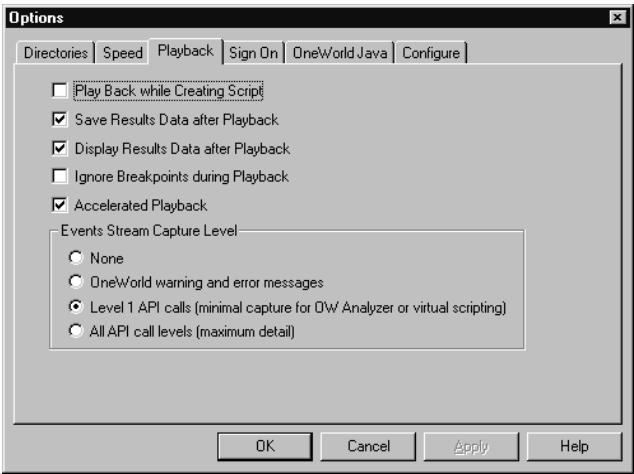 Options
Directories Speed Playback Sign On OneWorld Java Configure
Play Back while Creating Script
Save Results Data after Playback
Display Results Data after Playback
Ignore Breakpoints during Playback
Accelerated Playback
Events Stream Capture Level
None
OneWorld warning and error messages
Level 1 API calls (minimal capture for OW Analyzer or virtual scripting)
All API call levels (maximum detail)
OK Cancel Apply Help